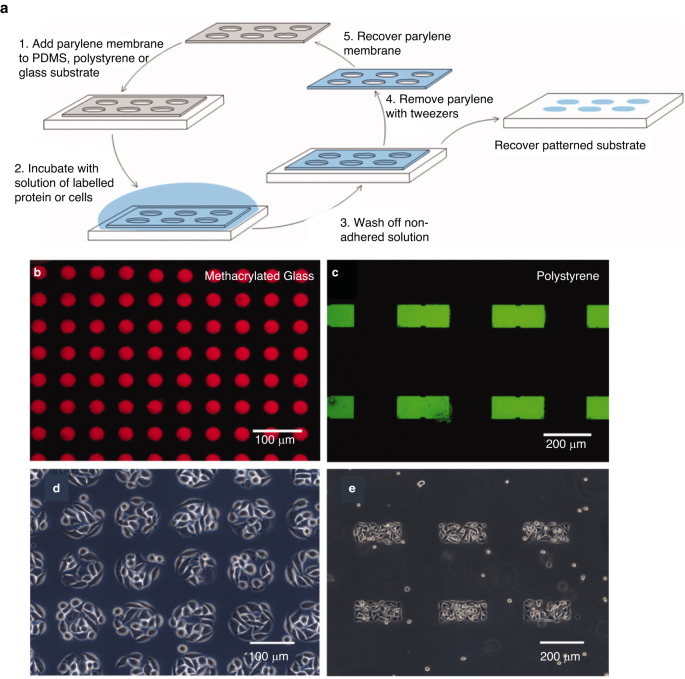 a
1. Add parylene membrane
to PDMS, polystyrene or
glass substrate
5. Recover parylene
membrane
4. Remove parylene
with tweezers
Recover patterned substrate
2. Incubate with
solution of labelled
protein or cells
3. Wash off non-
adhered solution
b
Methacrylated Glass
100 μm
c
Polystyrene
200 μm
d
100 μm
e
200 μm